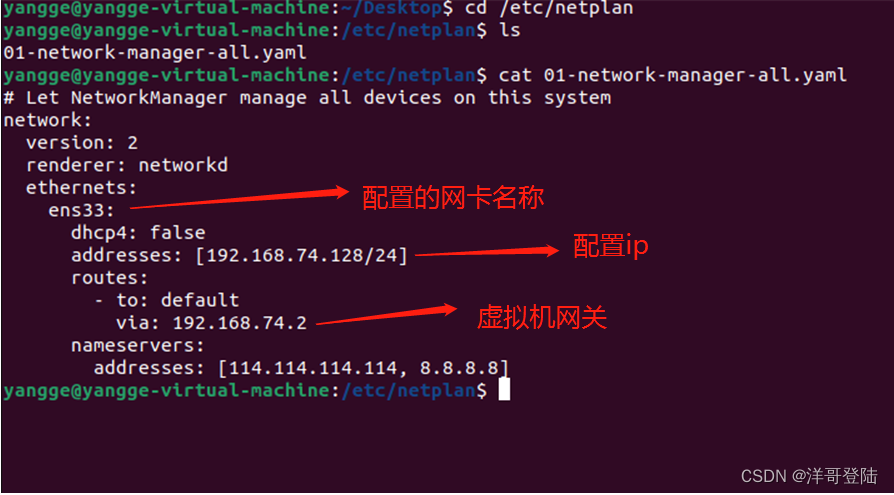 yangge@yangge-virtual-machine:~/Desktop$ cd /etc/netplan
yangge@yangge-virtual-machine:/etc/netplan$ ls
01-network-manager-all.yaml
yangge@yangge-virtual-machine:/etc/netplan$ cat 01-network-manager-all.yaml
# Let NetworkManager manage all devices on this system
network:
  version: 2
  renderer: networkd
  ethernets:
    ens33:
配置的网卡名称
      dhcp4: false
      addresses: [192.168.74.128/24]
配置ip
      routes:
        - to: default
          via: 192.168.74.2
虚拟机网关
      nameservers:
        addresses: [114.114.114.114, 8.8.8.8]
yangge@yangge-virtual-machine:/etc/netplan$
CSDN @洋哥登陆